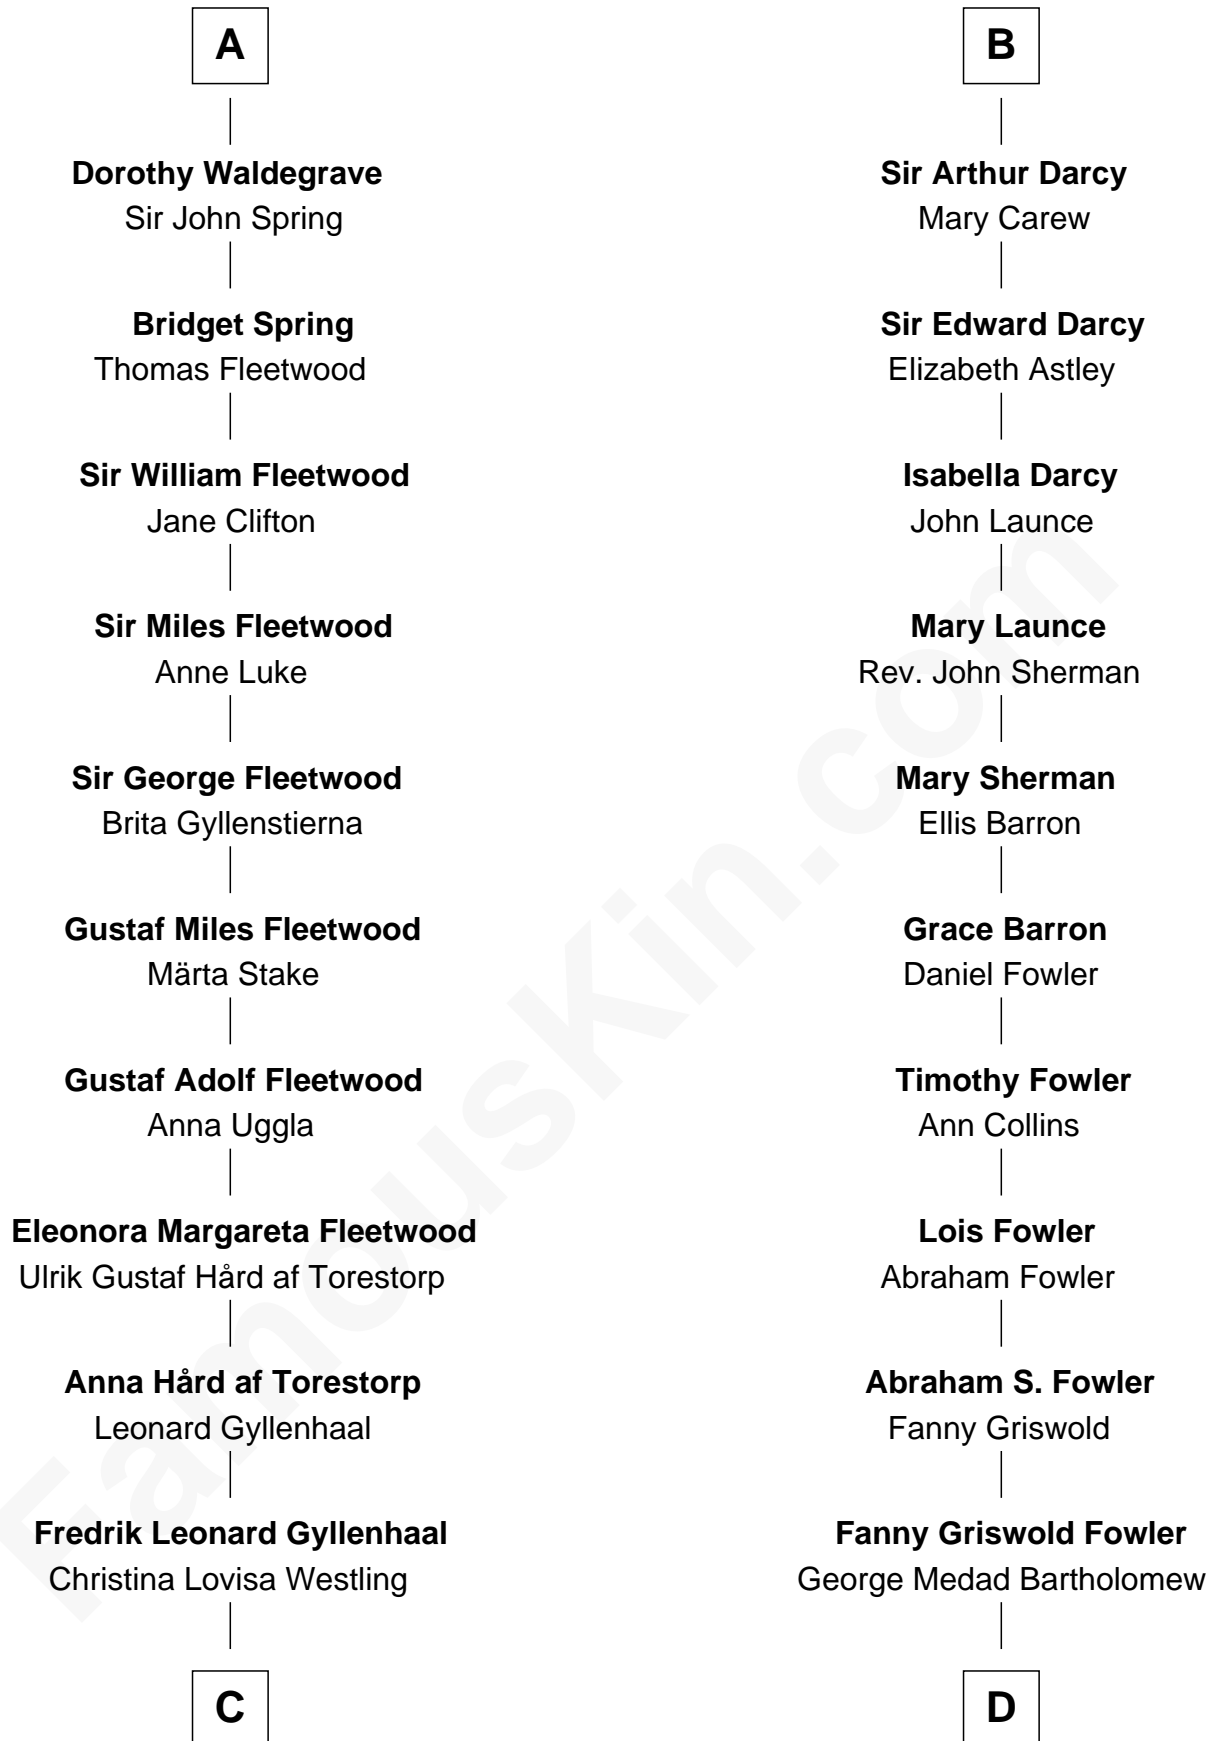 A
Dorothy Waldegrave
Sir John Spring
Bridget Spring
Thomas Fleetwood
Sir William Fleetwood
Jane Clifton
Sir Miles Fleetwood
Anne Luke
Sir George Fleetwood
Brita Gyllenstierna
Gustaf Miles Fleetwood
Märta Stake
Gustaf Adolf Fleetwood
Anna Uggla
Eleonora Margareta Fleetwood
Ulrik Gustaf Hård af Torestorp
Anna Hård af Torestorp
Leonard Gyllenhaal
Fredrik Leonard Gyllenhaal
Christina Lovisa Westling
C
B
Sir Arthur Darcy
Mary Carew
Sir Edward Darcy
Elizabeth Astley
Isabella Darcy
John Launce
Mary Launce
Rev. John Sherman
Mary Sherman
Ellis Barron
Grace Barron
Daniel Fowler
Timothy Fowler
Ann Collins
Lois Fowler
Abraham Fowler
Abraham S. Fowler
Fanny Griswold
Fanny Griswold Fowler
George Medad Bartholomew
D
FamousKin.com